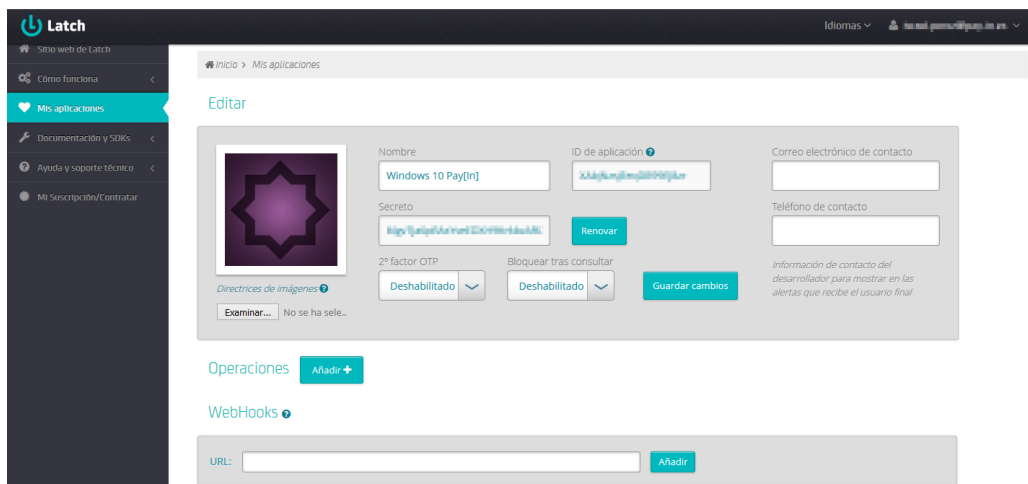 Latch
Idiomas
Sitio web de Latch
Cómo funciona
Mis aplicaciones
Documentación y SDKs
Ayuda y soporte técnico
Mi Suscripción/Contratar
Inicio > Mis aplicaciones
Editar
Nombre
ID de aplicación
Correo electrónico de contacto
Windows 10 Pay[In]
Secreto
Teléfono de contacto
Renovar
2º factor OTP
Bloquear tras consultar
Deshabilitado
Deshabilitado
Guardar cambios
Información de contacto del
desarrollador para mostrar en las
alertas que recibe el usuario final
Directrices de imágenes
Examinar... No se ha sele..
Operaciones
Añadir +
WebHooks
URL:
Añadir